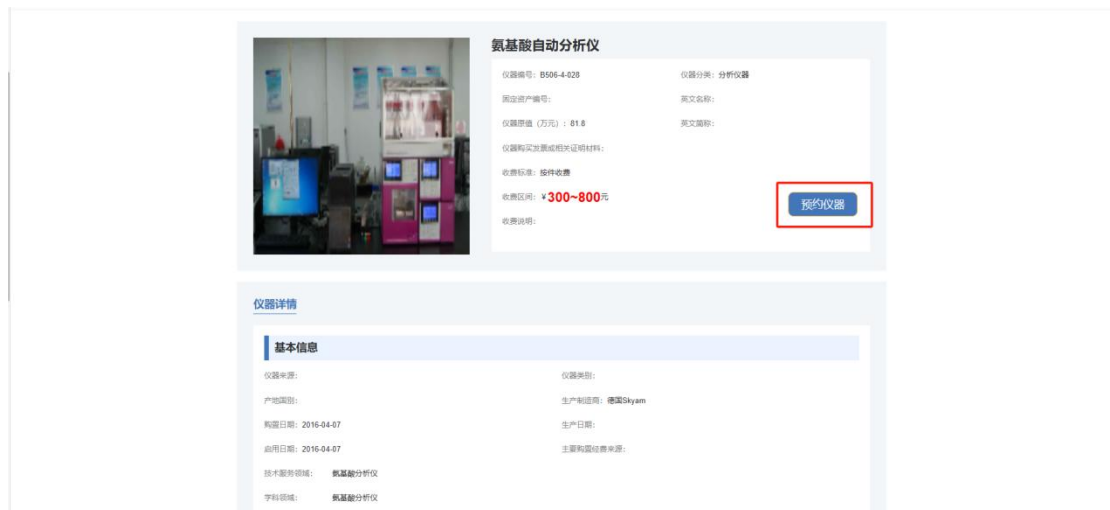 氨基酸自动分析仪
仪器编号：B506-4-028 仪器分类：分析仪器
固定资产编号： 英文名称：
仪器原值（万元）：81.8 英文简称：
仪器购买发票或相关证明材料：
收费标准：按件收费
收费区间：¥300~800元
预约仪器
收费说明：
仪器详情
基本信息
仪器来源： 仪器类别：
产地国别： 生产制造商：德国Skyam
购置日期：2016-04-07 生产日期：
启用日期：2016-04-07 主要购置经费来源：
技术服务领域： 氨基酸分析仪
学科领域： 氨基酸分析仪